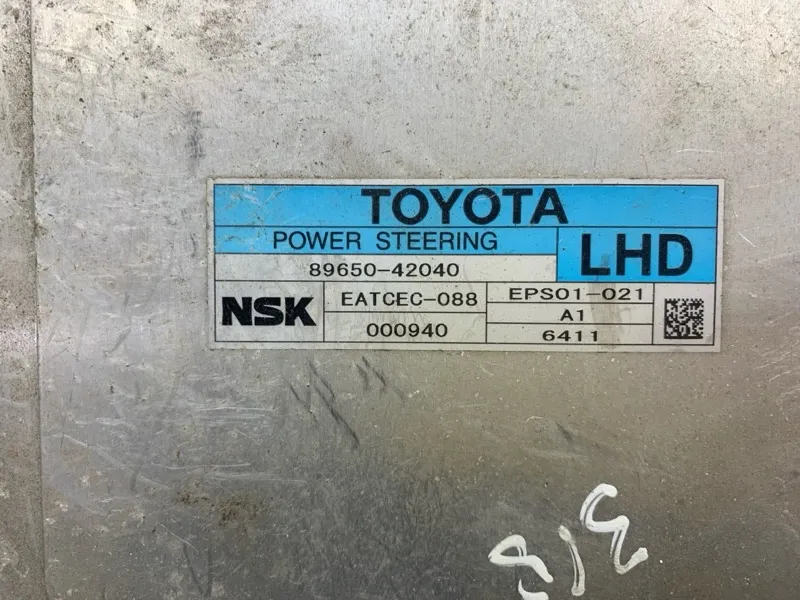 TOYOTA
POWER STEERING
LHD
89650-42040
NSK
EATCEC-088
000940
EPS01-021
A1
6411